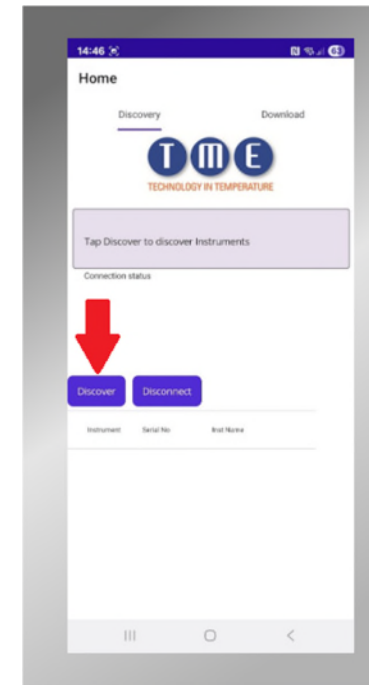 14:46
63
Home
Discovery Download
TME
TECHNOLOGY IN TEMPERATURE
Tap Discover to discover Instruments
Connection status
Discover Disconnect
Instrument Serial No Inst Name